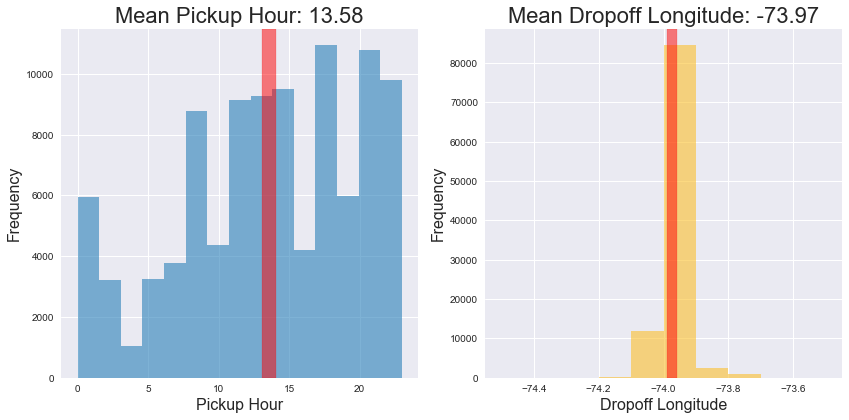 Mean Pickup Hour: 13.58
Frequency
10000
8000
6000
4000
2000
0
0 5 10 15 20
Pickup Hour
Mean Dropoff Longitude: -73.97
Frequency
80000
70000
60000
50000
40000
30000
20000
10000
0
−74.4 −74.2 −74.0 −73.8 −73.6
Dropoff Longitude